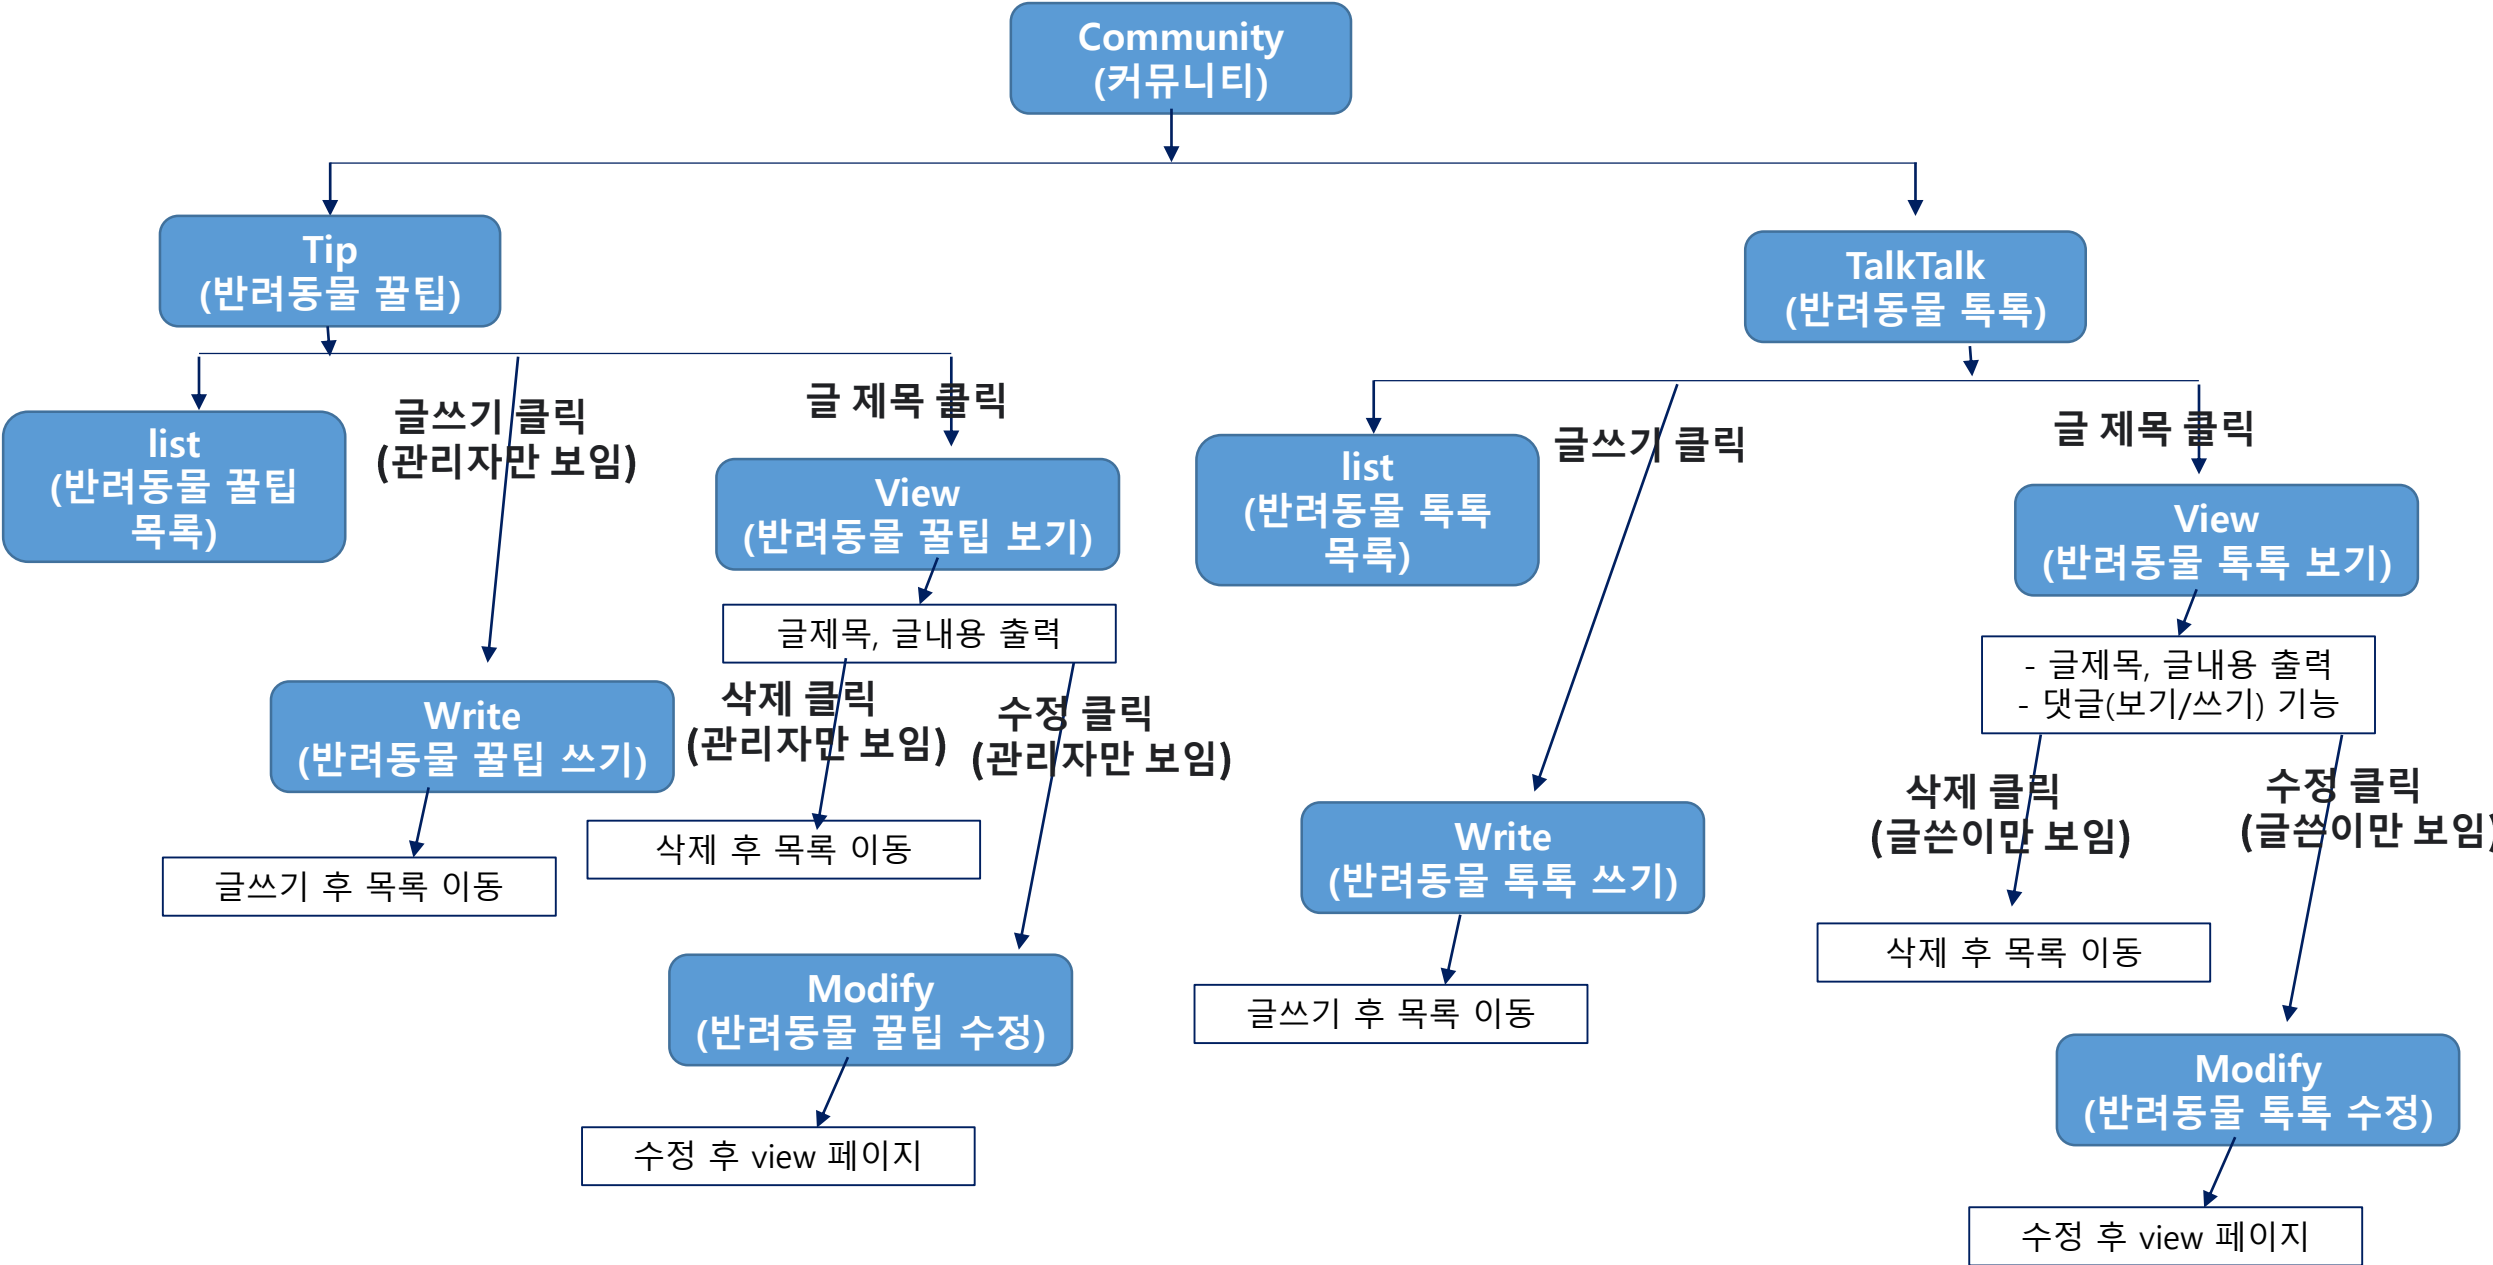 Community
(커뮤니티)
Tip
(반려동물 꿀팁)
TalkTalk
(반려동물 톡톡)
list
(반려동물 꿀팁
목록)
글쓰기 클릭
(관리자만 보임)
글 제목 클릭
View
(반려동물 꿀팁 보기)
글제목, 글내용 출력
삭제 클릭
(관리자만 보임)
수정 클릭
(관리자만 보임)
Write
(반려동물 꿀팁 쓰기)
글쓰기 후 목록 이동
삭제 후 목록 이동
Modify
(반려동물 꿀팁 수정)
수정 후 view 페이지
list
(반려동물 톡톡
목록)
글쓰기 클릭
글 제목 클릭
View
(반려동물 톡톡 보기)
- 글제목, 글내용 출력
- 댓글(보기/쓰기) 기능
삭제 클릭
(글쓴이만 보임)
수정 클릭
(글쓴이만 보임)
Write
(반려동물 톡톡 쓰기)
글쓰기 후 목록 이동
삭제 후 목록 이동
Modify
(반려동물 톡톡 수정)
수정 후 view 페이지